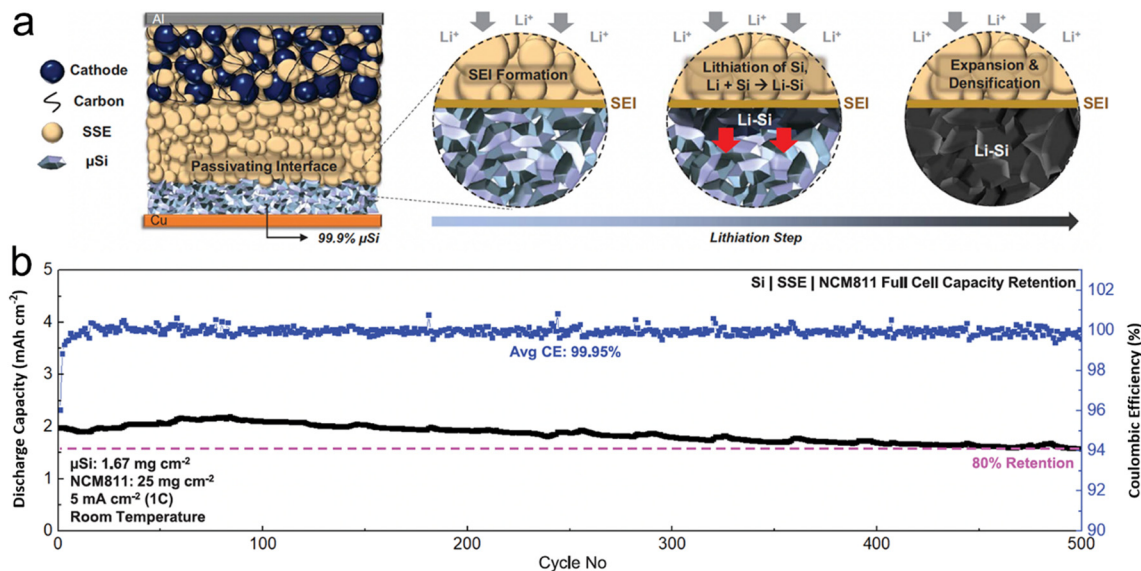 a
Al
Cathode
Carbon
SSE
µSi
Passivating Interface
Cu
99.9% µSi
Li⁺
Li⁺
SEI Formation
SEI
Li⁺
Li⁺
Lithiation of Si,
Li + Si → Li-Si
Li-Si
SEI
Li⁺
Li⁺
Expansion &
Densification
SEI
Li-Si
Lithiation Step
b
Si | SSE | NCM811 Full Cell Capacity Retention
Avg CE: 99.95%
80% Retention
µSi: 1.67 mg cm⁻²
NCM811: 25 mg cm⁻²
5 mA cm⁻² (1C)
Room Temperature
Discharge Capacity (mAh cm⁻²)
5
4
3
2
1
0
Coulombic Efficiency (%)
102
100
98
96
94
92
90
0 100 200 300 400 500
Cycle No